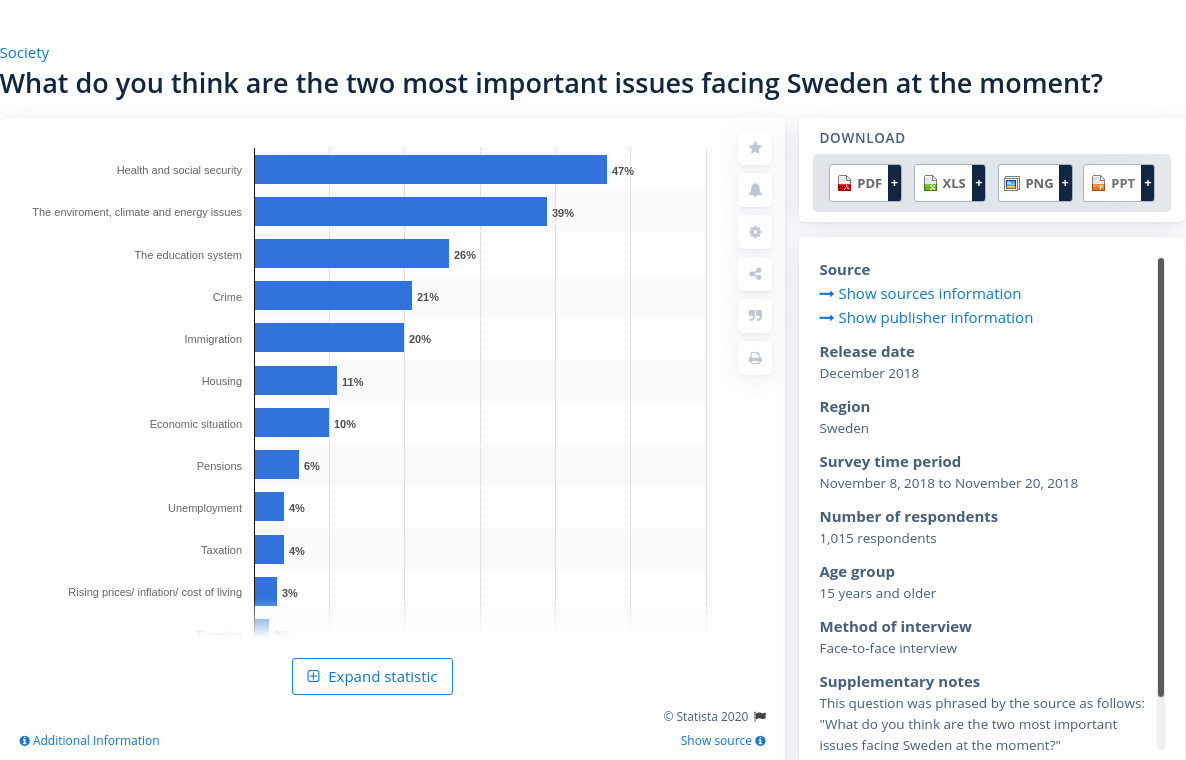 Society
What do you think are the two most important issues facing Sweden at the moment?
Health and social security 47%
The enviroment, climate and energy issues 39%
The education system 26%
Crime 21%
Immigration 20%
Housing 11%
Economic situation 10%
Pensions 6%
Unemployment 4%
Taxation 4%
Rising prices/ inflation/ cost of living 3%
Terrorism 2%
Expand statistic
© Statista 2020
Additional Information
Show source
DOWNLOAD
PDF + XLS + PNG + PPT +
Source
Show sources information
Show publisher information
Release date
December 2018
Region
Sweden
Survey time period
November 8, 2018 to November 20, 2018
Number of respondents
1,015 respondents
Age group
15 years and older
Method of interview
Face-to-face interview
Supplementary notes
This question was phrased by the source as follows:
"What do you think are the two most important
issues facing Sweden at the moment?"